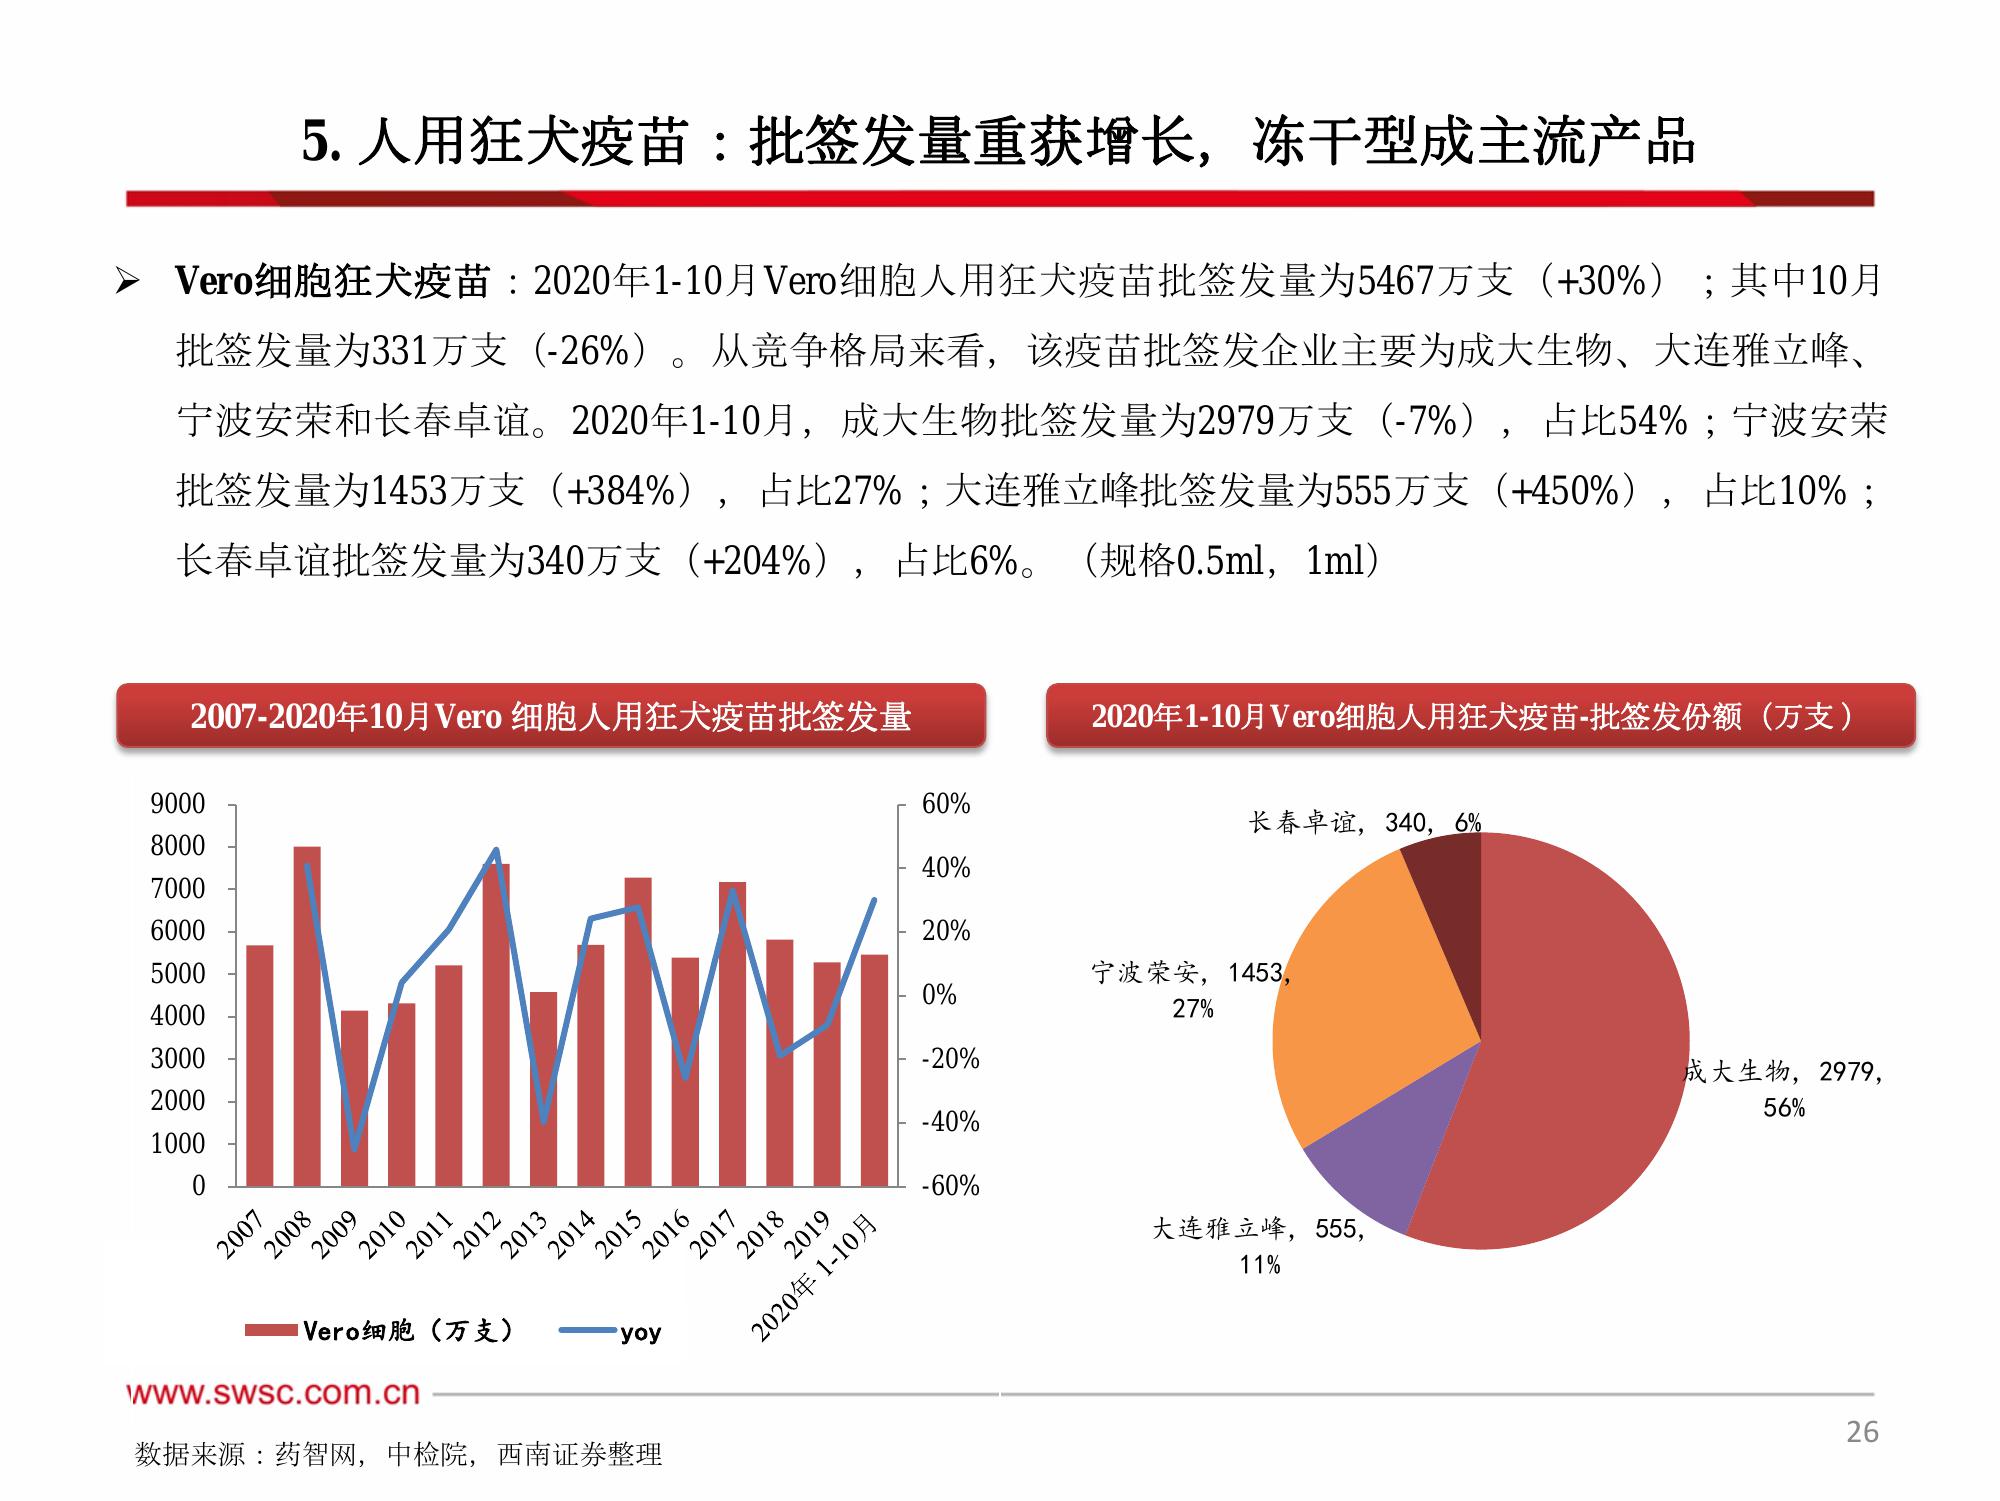 5. 人用狂犬疫苗：批签发量重获增长，冻干型成主流产品
➢ Vero细胞狂犬疫苗：2020年1-10月Vero细胞人用狂犬疫苗批签发量为5467万支（+30%）；其中10月
批签发量为331万支（-26%）。从竞争格局来看，该疫苗批签发企业主要为成大生物、大连雅立峰、
宁波安荣和长春卓谊。2020年1-10月，成大生物批签发量为2979万支（-7%），占比54%；宁波安荣
批签发量为1453万支（+384%），占比27%；大连雅立峰批签发量为555万支（+450%），占比10%；
长春卓谊批签发量为340万支（+204%），占比6%。（规格0.5ml，1ml）
2007-2020年10月Vero 细胞人用狂犬疫苗批签发量
9000
8000
7000
6000
5000
4000
3000
2000
1000
0
60%
40%
20%
0%
-20%
-40%
-60%
2007
2008
2009
2010
2011
2012
2013
2014
2015
2016
2017
2018
2019
2020年 1-10月
Vero细胞（万支）
yoy
2020年1-10月Vero细胞人用狂犬疫苗-批签发份额（万支）
长春卓谊, 340, 6%
宁波荣安, 1453,
27%
成大生物, 2979,
56%
大连雅立峰, 555,
11%
www.swsc.com.cn
26
数据来源：药智网，中检院，西南证券整理